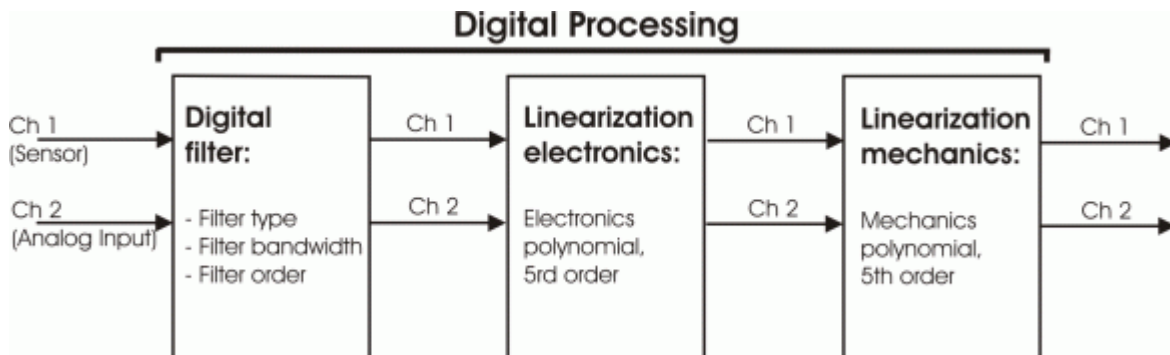 Digital Processing
Ch 1
(Sensor)
Ch 2
(Analog Input)
Digital
filter:
- Filter type
- Filter bandwidth
- Filter order
Ch 1
Ch 2
Linearization
electronics:
Electronics
polynomial,
5rd order
Ch 1
Ch 2
Linearization
mechanics:
Mechanics
polynomial,
5th order
Ch 1
Ch 2